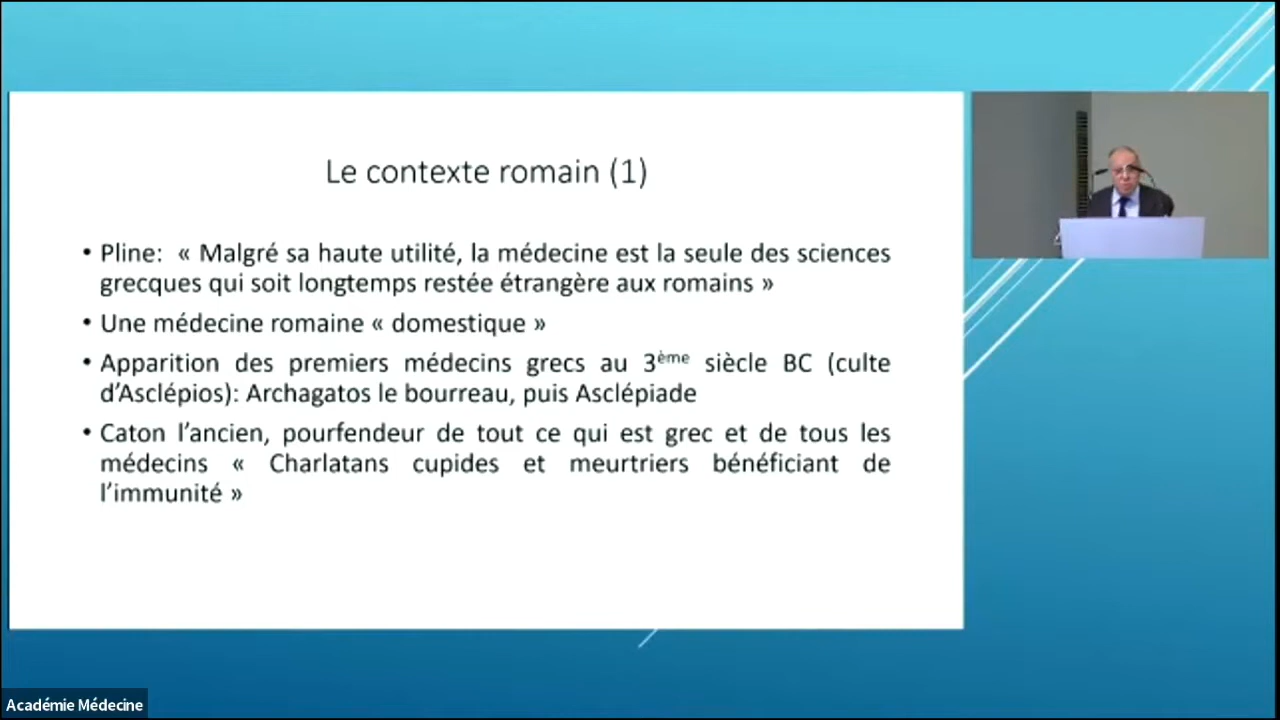 Le contexte romain (1)
• Pline: « Malgré sa haute utilité, la médecine est la seule des sciences
grecques qui soit longtemps restée étrangère aux romains »
• Une médecine romaine « domestique »
• Apparition des premiers médecins grecs au 3ème siècle BC (culte
d'Asclépios): Archagatos le bourreau, puis Asclépiade
• Caton l'ancien, pourfendeur de tout ce qui est grec et de tous les
médecins « Charlatans cupides et meurtriers bénéficiant de
l'immunité »
Académie Médecine